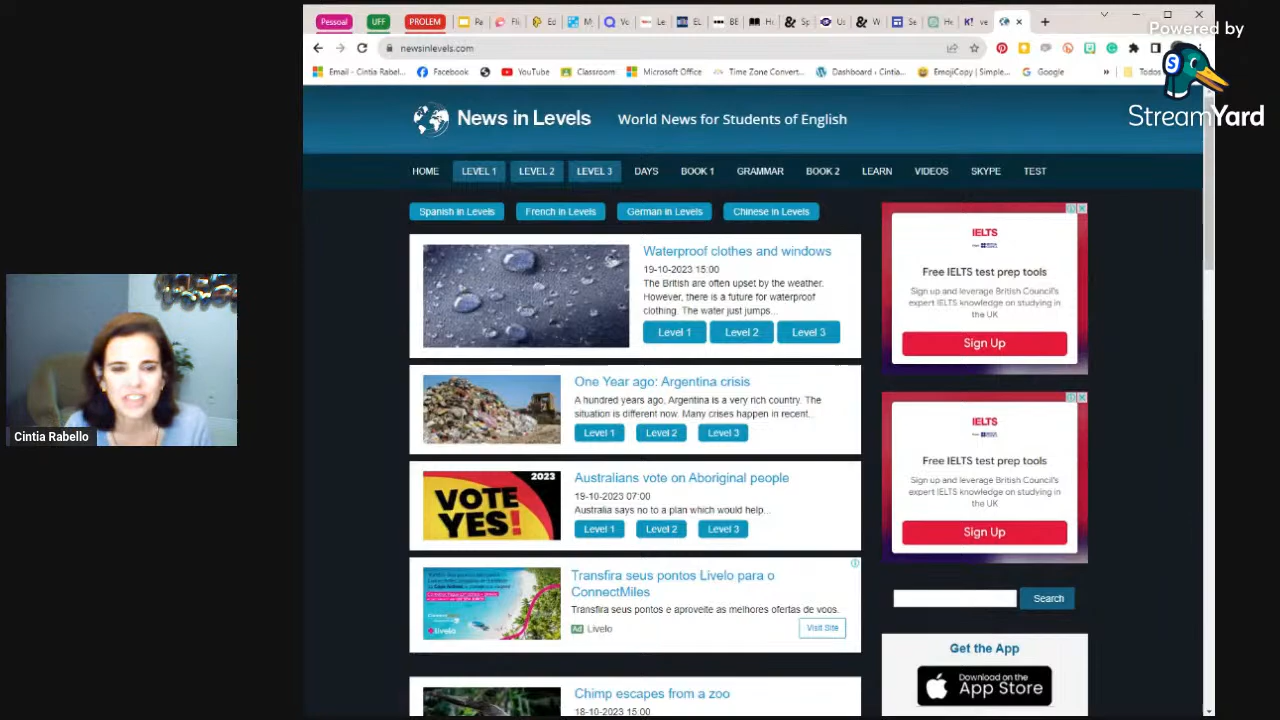 Pessoal
UFF
PROLEM
newsinlevels.com
Email - Cintia Rabel...
Facebook
YouTube
Classroom
Microsoft Office
Time Zone Convert...
Dashboard ‹ Cintia...
EmojiCopy | Simple...
Google
»
Todos
Powered by
StreamYard
News in Levels
World News for Students of English
HOME
LEVEL 1
LEVEL 2
LEVEL 3
DAYS
BOOK 1
GRAMMAR
BOOK 2
LEARN
VIDEOS
SKYPE
TEST
Spanish in Levels
French in Levels
German in Levels
Chinese in Levels
Waterproof clothes and windows
19-10-2023 15:00
The British are often upset by the weather.
However, there is a future for waterproof
clothing. The water just jumps...
Level 1
Level 2
Level 3
One Year ago: Argentina crisis
A hundred years ago, Argentina is a very rich country. The
situation is different now. Many crises happen in recent...
Level 1
Level 2
Level 3
2023
VOTE
YES!
Australians vote on Aboriginal people
19-10-2023 07:00
Australia says no to a plan which would help...
Level 1
Level 2
Level 3
livelo
Transfira seus pontos Livelo para o
ConnectMiles
Transfira seus pontos e aproveite as melhores ofertas de voos.
Ad
Livelo
Visit Site
Chimp escapes from a zoo
18-10-2023 15:00
IELTS
Free IELTS test prep tools
Sign up and leverage British Council's
expert IELTS knowledge on studying in
the UK
Sign Up
IELTS
Free IELTS test prep tools
Sign up and leverage British Council's
expert IELTS knowledge on studying in
the UK
Sign Up
Search
Get the App
Download on the
App Store
Cintia Rabello